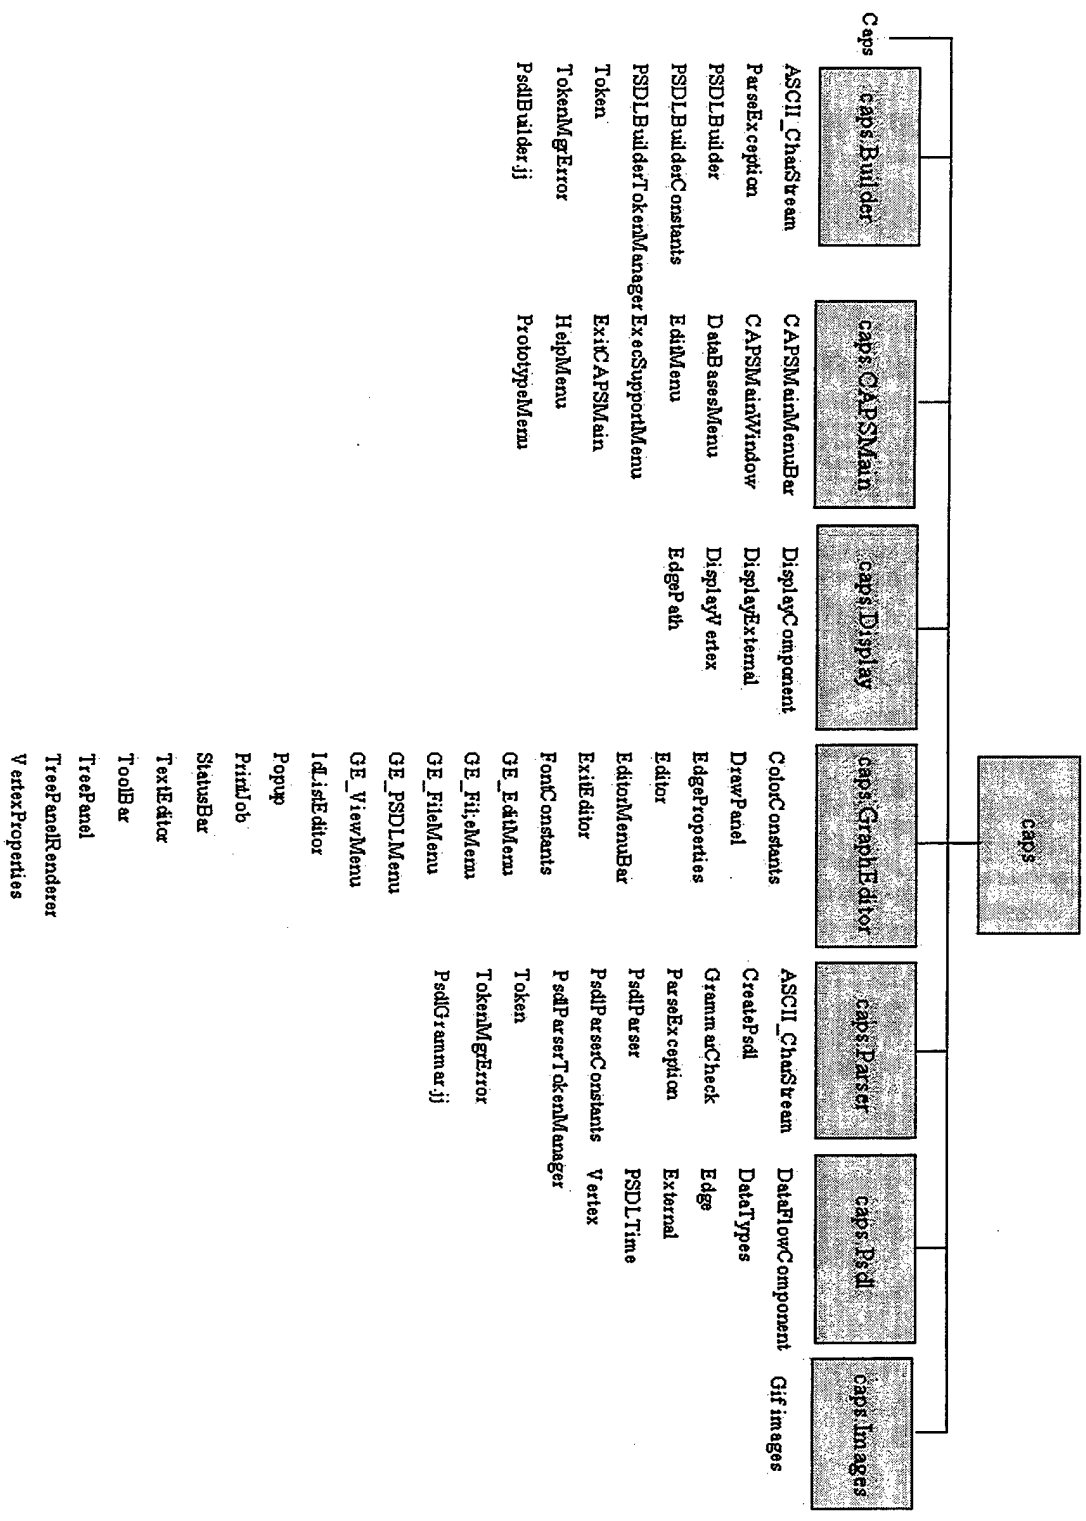 caps
Caps
caps.Builder
ASCII_CharStream
ParseException
PSDLBuilder
PSDLBuilderConstants
PSDLBuilderTokenManager
Token
TokenMgrError
PsdlBuilder.jj
caps.CAPSMain
CAPSMainMenuBar
CAPSMainWindow
DataBasesMenu
EditMenu
ExecSupportMenu
ExitCAPSMain
HelpMenu
PrototypeMenu
caps.Display
DisplayComponent
DisplayExternal
DisplayVertex
EdgePath
caps.GraphEditor
ColorConstants
DrawPanel
EdgeProperties
Editor
EditorMenuBar
ExitEditor
FontConstants
GE_EditMenu
GE_Fil;eMenu
GE_FileMenu
GE_PSDLMenu
GE_ViewMenu
IdListEditor
Popup
PrintJob
StatusBar
TextEditor
ToolBar
TreePanel
TreePanelRenderer
VertexProperties
caps.Parser
ASCII_CharStream
CreatePsdl
GrammarCheck
ParseException
PsdlParser
PsdlParserConstants
PsdlParserTokenManager
Token
TokenMgrError
PsdlGrammar.jj
caps.Psdl
DataFlowComponent
DataTypes
Edge
External
PSDLTime
Vertex
caps.Images
Gif images